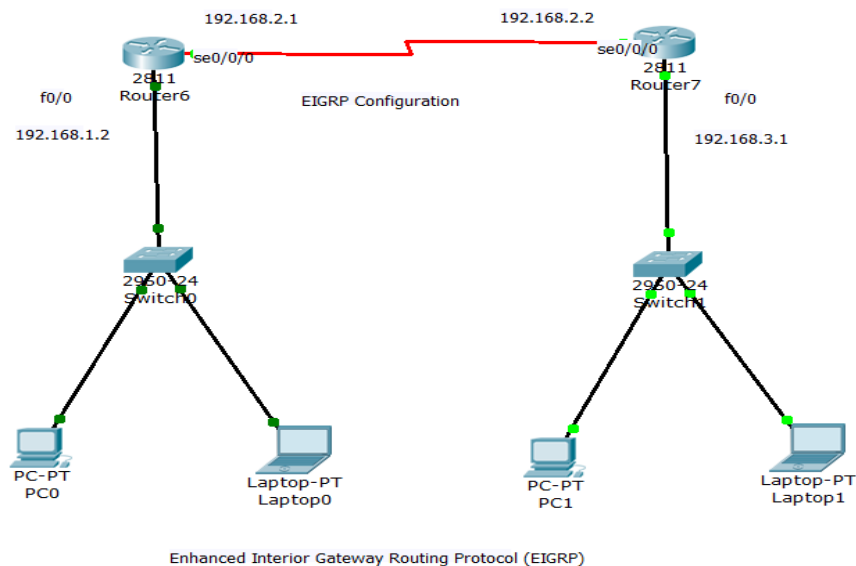 192.168.2.1
192.168.2.2
se0/0/0
se0/0/0
2811
Router6
2811
Router7
f0/0
EIGRP Configuration
f0/0
192.168.1.2
192.168.3.1
2950-24
Switch0
2950-24
Switch1
PC-PT
PC0
Laptop-PT
Laptop0
PC-PT
PC1
Laptop-PT
Laptop1
Enhanced Interior Gateway Routing Protocol (EIGRP)